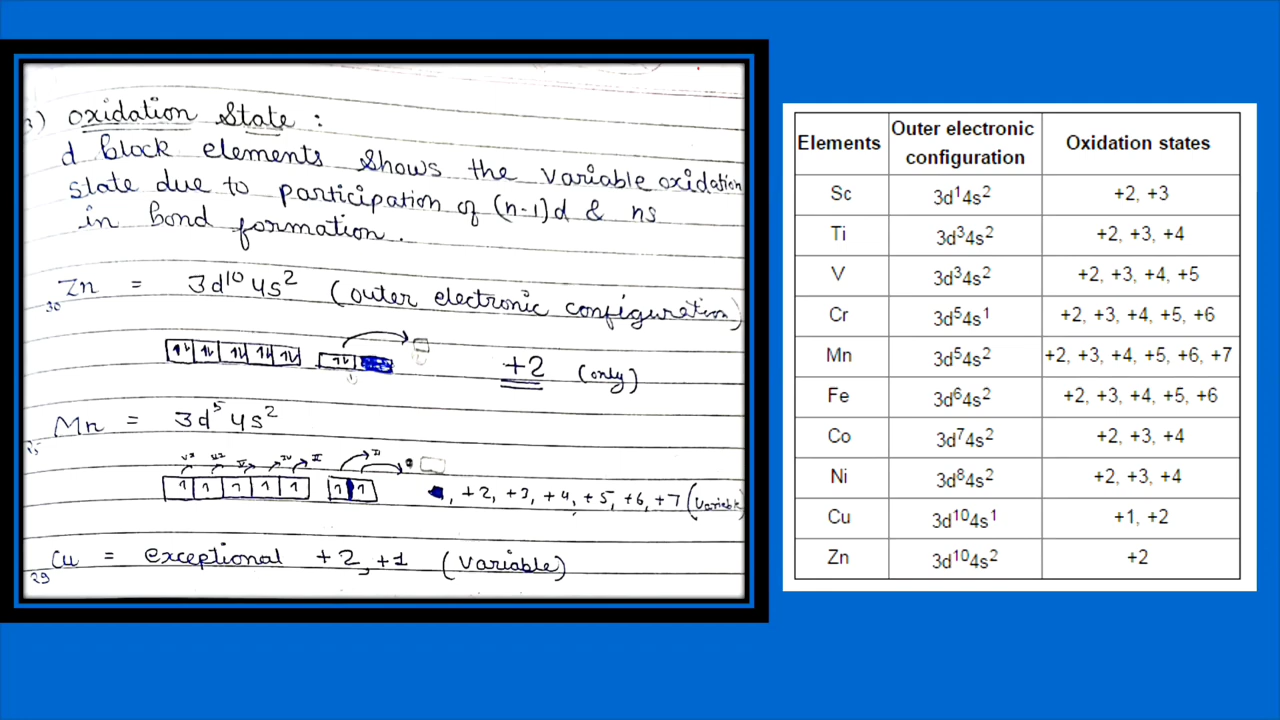 3) Oxidation State :
d block elements shows the variable oxidation
state due to participation of (n-1)d & ns
in bond formation.
30Zn = 3d¹⁰ 4s² (outer electronic configuration)
+2 (only)
Mn = 3d⁵ 4s²
, +2, +3, +4, +5, +6, +7 (variable)
29Cu = exceptional +2, +1 (variable)
Elements Outer electronic configuration Oxidation states
Sc 3d¹4s² +2, +3
Ti 3d³4s² +2, +3, +4
V 3d³4s² +2, +3, +4, +5
Cr 3d⁵4s¹ +2, +3, +4, +5, +6
Mn 3d⁵4s² +2, +3, +4, +5, +6, +7
Fe 3d⁶4s² +2, +3, +4, +5, +6
Co 3d⁷4s² +2, +3, +4
Ni 3d⁸4s² +2, +3, +4
Cu 3d¹⁰4s¹ +1, +2
Zn 3d¹⁰4s² +2